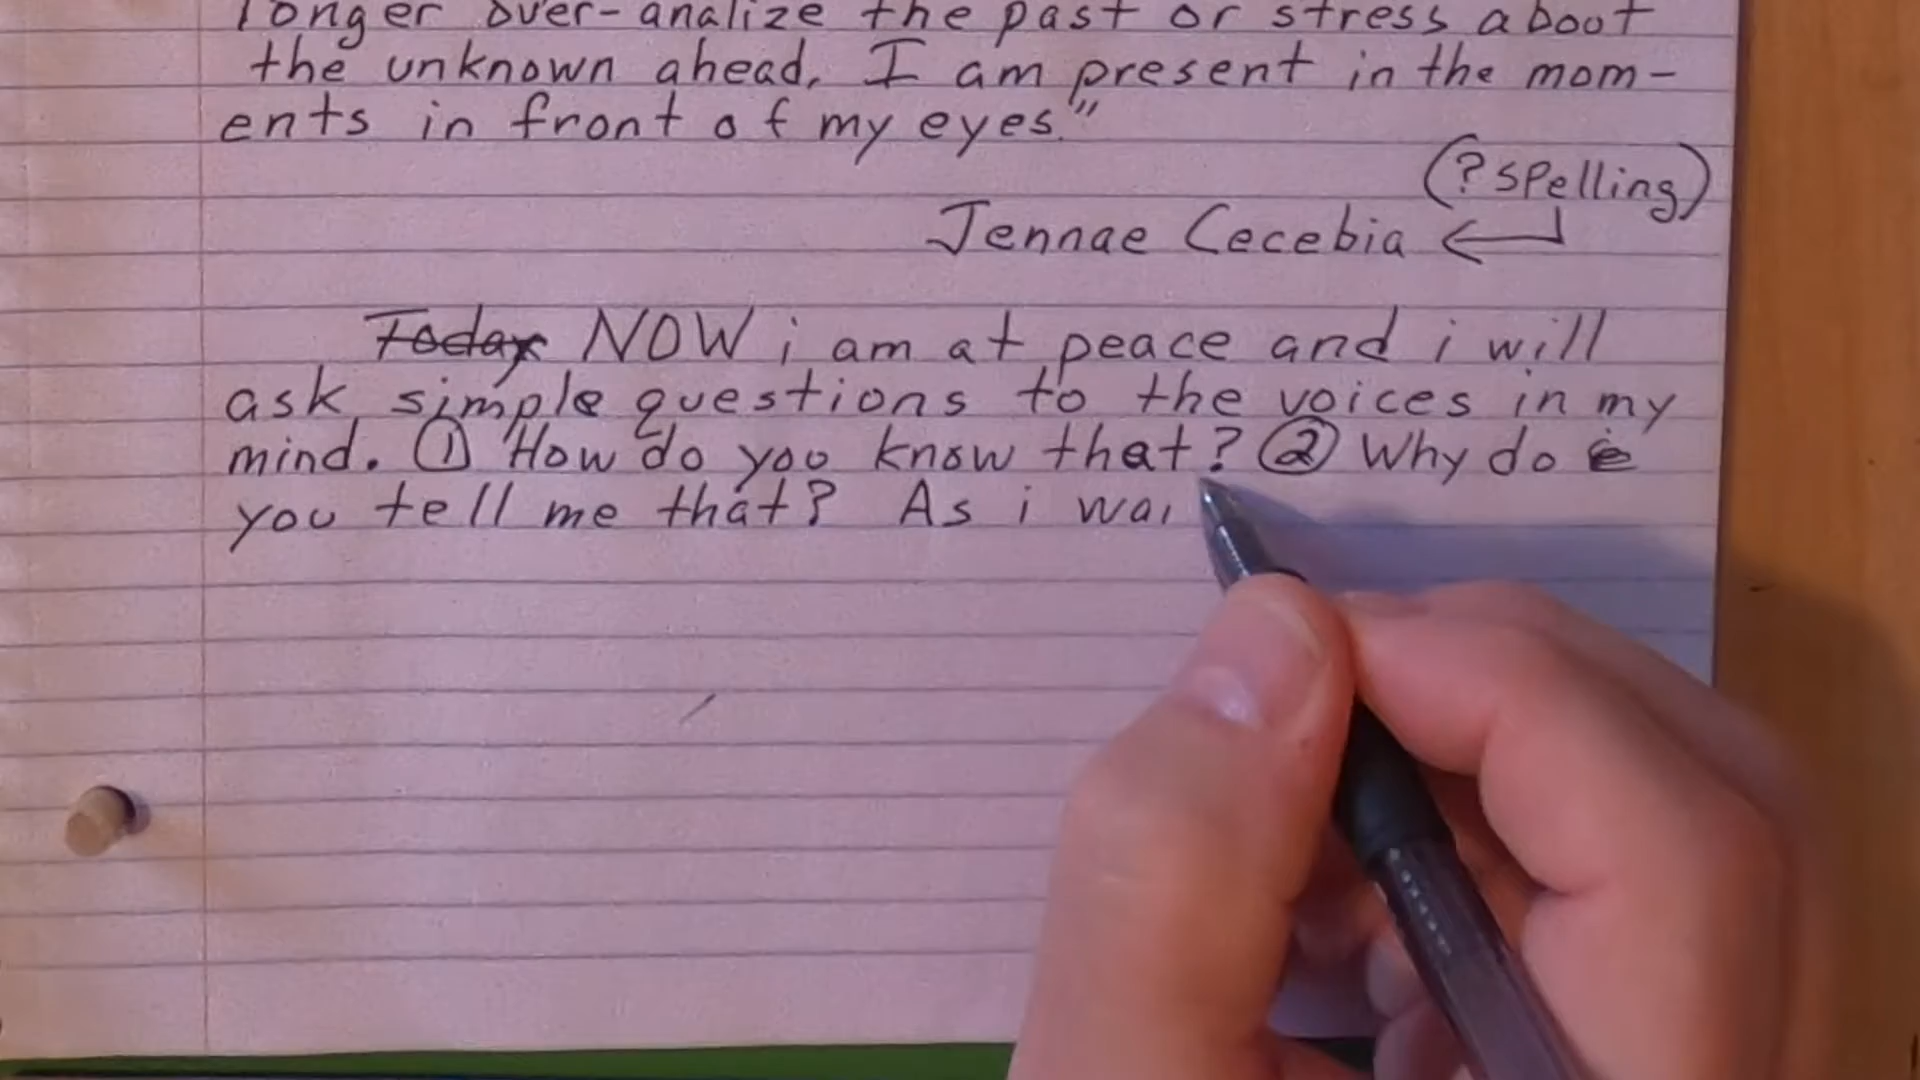 longer over-analize the past or stress about
the unknown ahead. I am present in the mom-
ents in front of my eyes."
(? spelling)
Jennae Cecebia ←
Today NOW i am at peace and i will
ask simple questions to the voices in my
mind. ① How do you know that? ② Why do
you tell me that? As i wai